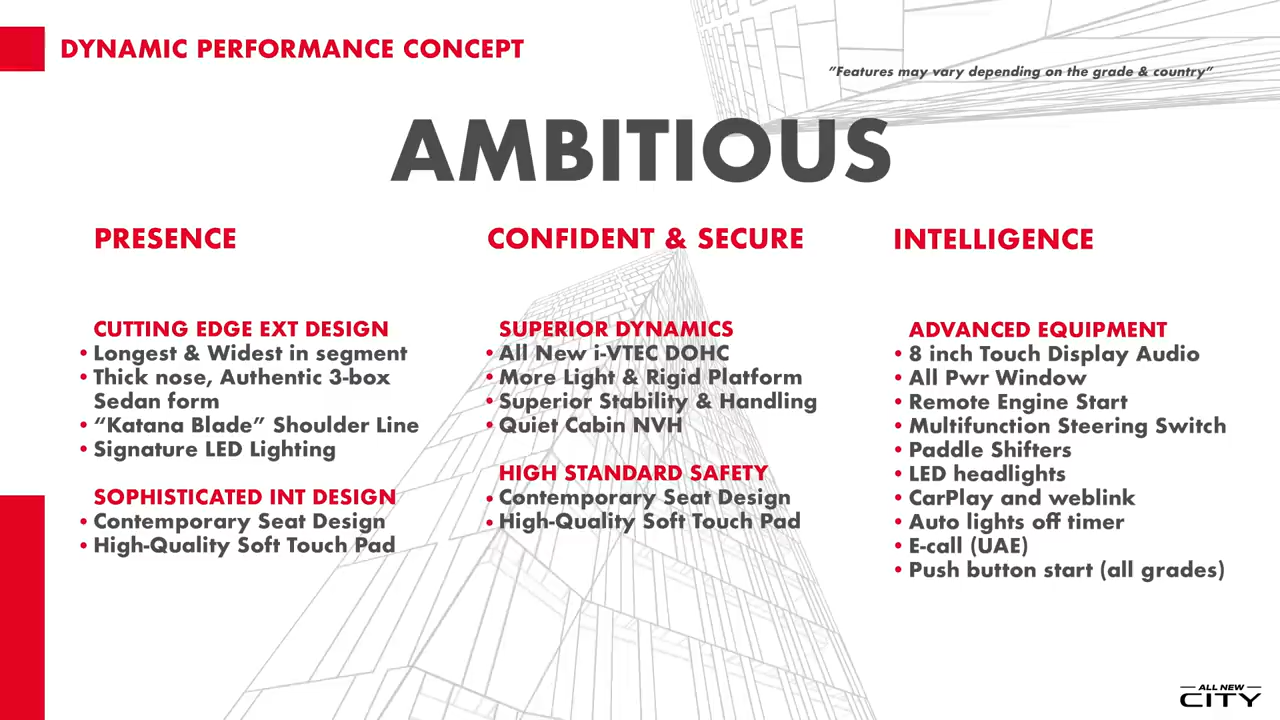 DYNAMIC PERFORMANCE CONCEPT
"Features may vary depending on the grade & country"
AMBITIOUS
PRESENCE
CUTTING EDGE EXT DESIGN
• Longest & Widest in segment
• Thick nose, Authentic 3-box
Sedan form
• “Katana Blade” Shoulder Line
• Signature LED Lighting
SOPHISTICATED INT DESIGN
• Contemporary Seat Design
• High-Quality Soft Touch Pad
CONFIDENT & SECURE
SUPERIOR DYNAMICS
• All New i-VTEC DOHC
• More Light & Rigid Platform
• Superior Stability & Handling
• Quiet Cabin NVH
HIGH STANDARD SAFETY
• Contemporary Seat Design
• High-Quality Soft Touch Pad
INTELLIGENCE
ADVANCED EQUIPMENT
• 8 inch Touch Display Audio
• All Pwr Window
• Remote Engine Start
• Multifunction Steering Switch
• Paddle Shifters
• LED headlights
• CarPlay and weblink
• Auto lights off timer
• E-call (UAE)
• Push button start (all grades)
ALL NEW
CITY